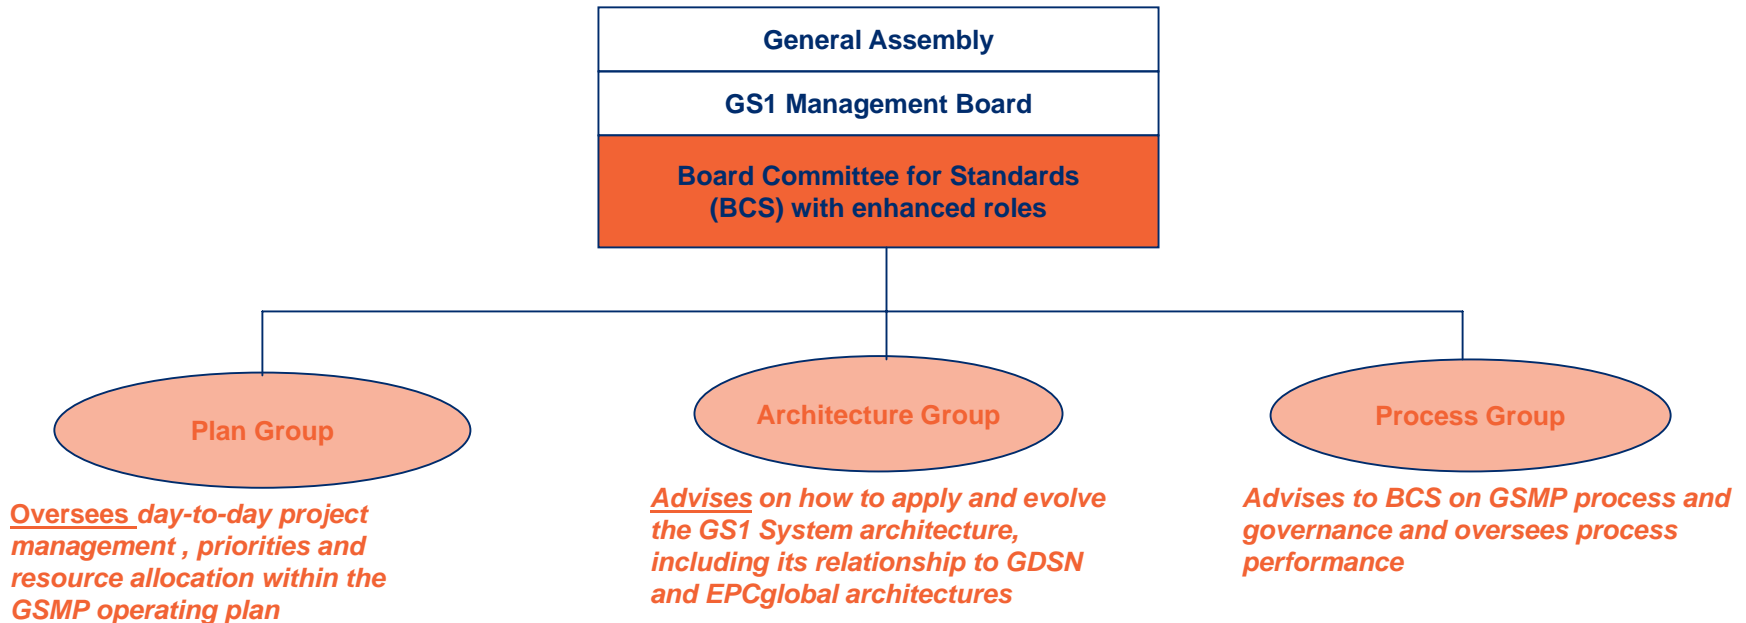 General Assembly
GS1 Management Board
Board Committee for Standards
(BCS) with enhanced roles
Plan Group
Architecture Group
Process Group
Oversees day-to-day project
management , priorities and
resource allocation within the
GSMP operating plan
Advises on how to apply and evolve
the GS1 System architecture,
including its relationship to GDSN
and EPCglobal architectures
Advises to BCS on GSMP process and
governance and oversees process
performance